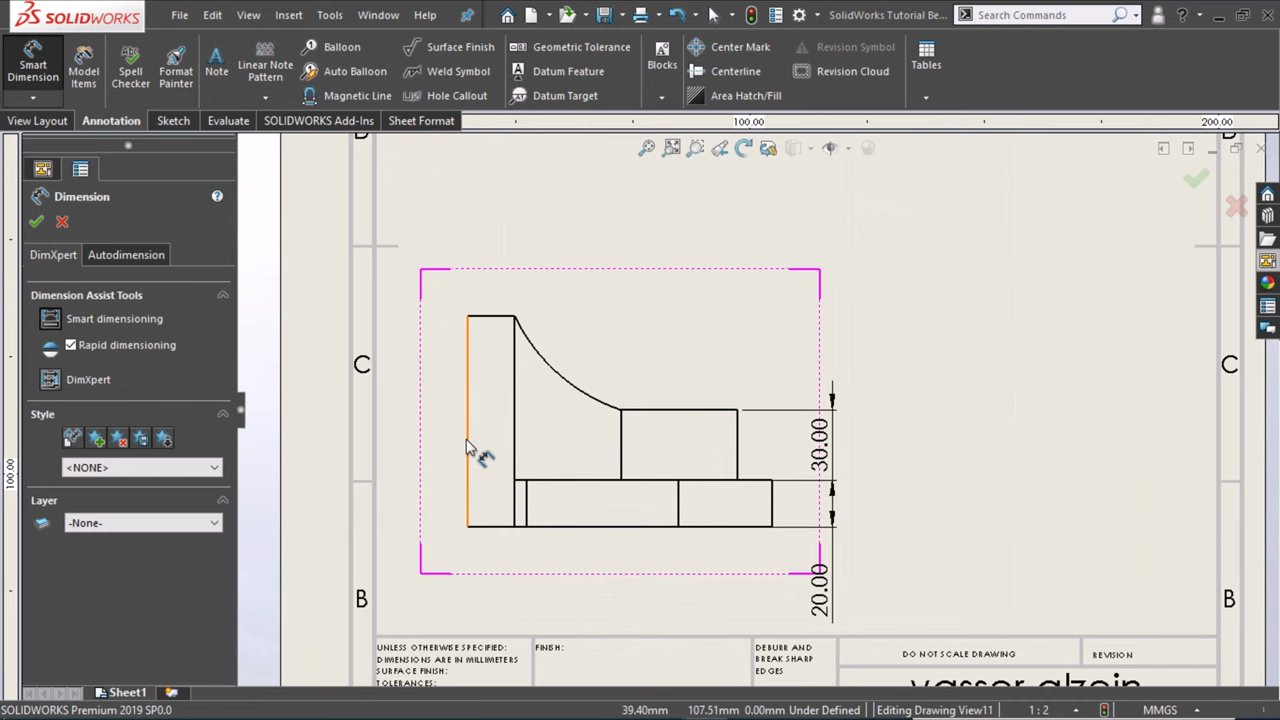 SOLIDWORKS File Edit View Insert Tools Window Help SolidWorks Tutorial Be... Search Commands ?
Smart Dimension Model Items Spell Checker Format Painter Note Linear Note Pattern Balloon Surface Finish Geometric Tolerance Blocks Center Mark Revision Symbol Tables
Auto Balloon Weld Symbol Datum Feature Centerline Revision Cloud
Magnetic Line Hole Callout Datum Target Area Hatch/Fill
View Layout Annotation Sketch Evaluate SOLIDWORKS Add-Ins Sheet Format
100.00 200.00
Dimension
DimXpert Autodimension
Dimension Assist Tools
Smart dimensioning
Rapid dimensioning
DimXpert
Style
<NONE>
Layer
-None-
100.00
C C
B B
30.00
20.00
UNLESS OTHERWISE SPECIFIED:
DIMENSIONS ARE IN MILLIMETERS
SURFACE FINISH:
TOLERANCES:
FINISH:
DEBURR AND
BREAK SHARP
EDGES
DO NOT SCALE DRAWING
REVISION
yasser alzein
Sheet1
SOLIDWORKS Premium 2019 SP0.0 39.40mm 107.51mm 0.00mm Under Defined Editing Drawing View11 1 : 2 MMGS